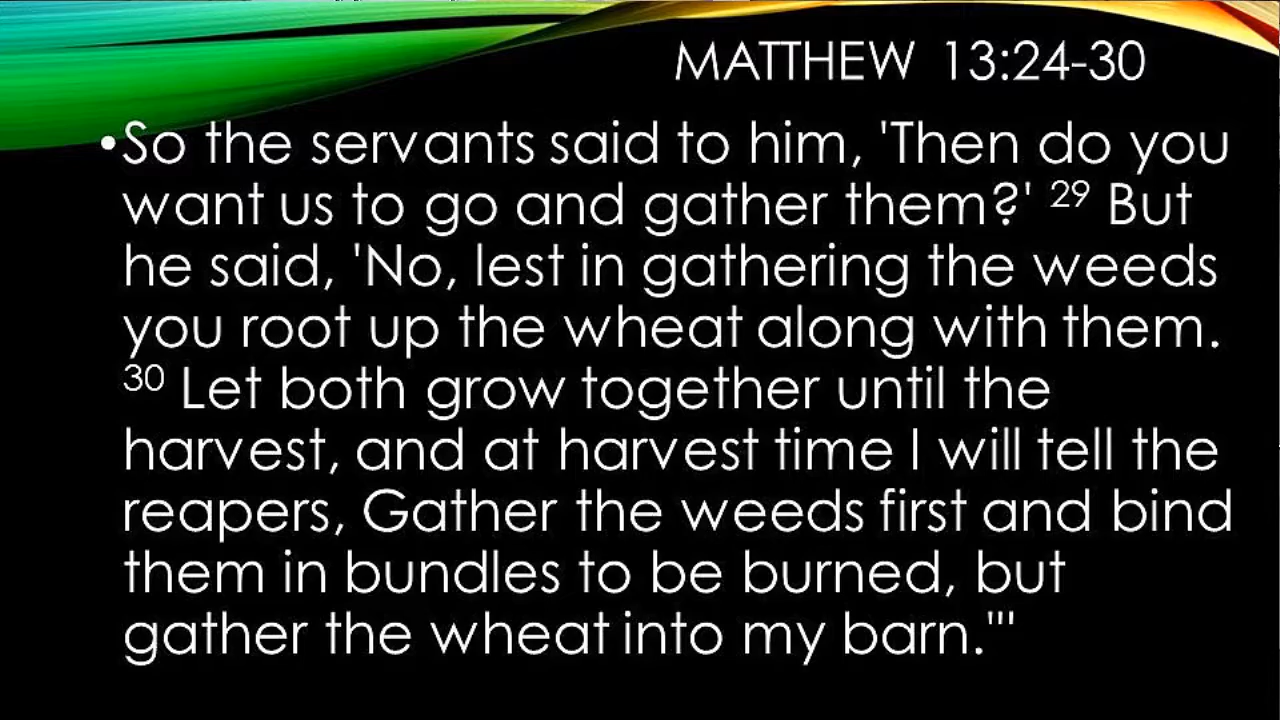 MATTHEW 13:24-30
•So the servants said to him, 'Then do you
want us to go and gather them?' 29 But
he said, 'No, lest in gathering the weeds
you root up the wheat along with them.
30 Let both grow together until the
harvest, and at harvest time I will tell the
reapers, Gather the weeds first and bind
them in bundles to be burned, but
gather the wheat into my barn."'